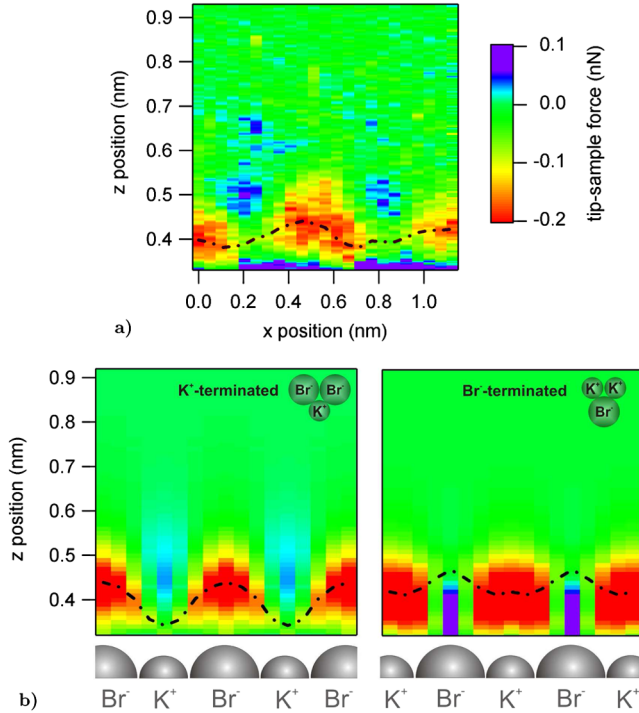 0.9
0.8
0.7
0.6
0.5
0.4
z position (nm)
0.0 0.2 0.4 0.6 0.8 1.0
x position (nm)
a)
0.1
0.0
-0.1
-0.2
tip-sample force (nN)
0.9
0.8
0.7
0.6
0.5
0.4
z position (nm)
K⁺-terminated
Br⁻ Br⁻
K⁺
Br⁻-terminated
K⁺ K⁺
Br⁻
b) Br⁻ K⁺ Br⁻ K⁺ Br⁻ K⁺ Br⁻ K⁺ Br⁻ K⁺